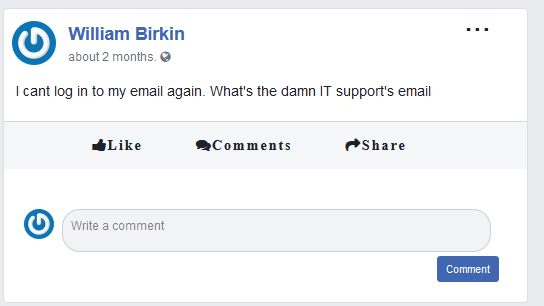 William Birkin
about 2 months.
I cant log in to my email again. What's the damn IT support's email
Like Comments Share
Write a comment
Comment